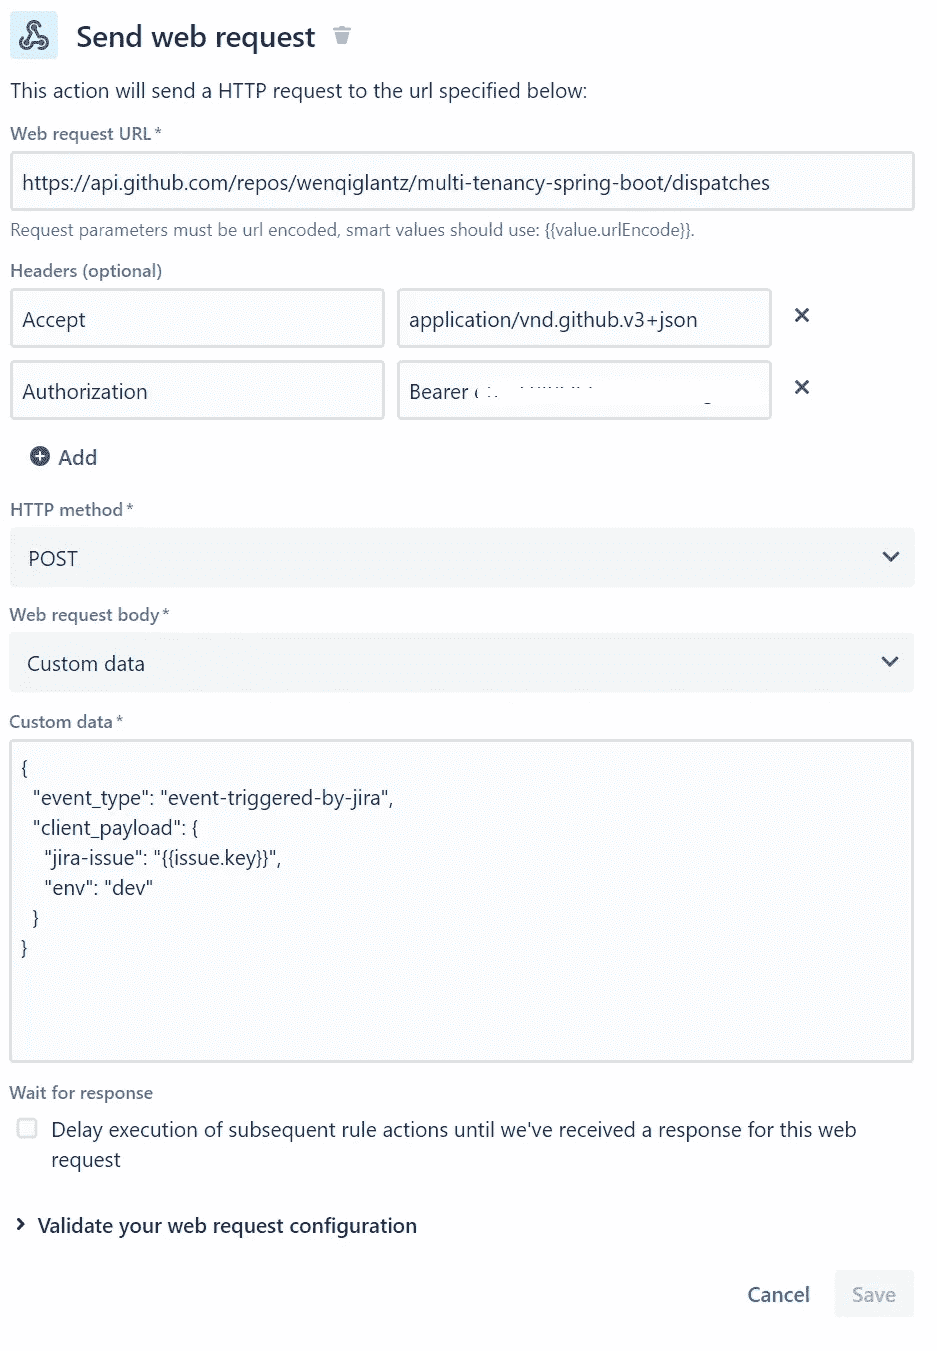 Send web request
This action will send a HTTP request to the url specified below:
Web request URL*
https://api.github.com/repos/wenqiglantz/multi-tenancy-spring-boot/dispatches
Request parameters must be url encoded, smart values should use: {{value.urlEncode}}.
Headers (optional)
Accept application/vnd.github.v3+json
Authorization Bearer
Add
HTTP method*
POST
Web request body*
Custom data
Custom data*
{
"event_type": "event-triggered-by-jira",
"client_payload": {
"jira-issue": "{{issue.key}}",
"env": "dev"
}
}
Wait for response
Delay execution of subsequent rule actions until we've received a response for this web
request
Validate your web request configuration
Cancel Save